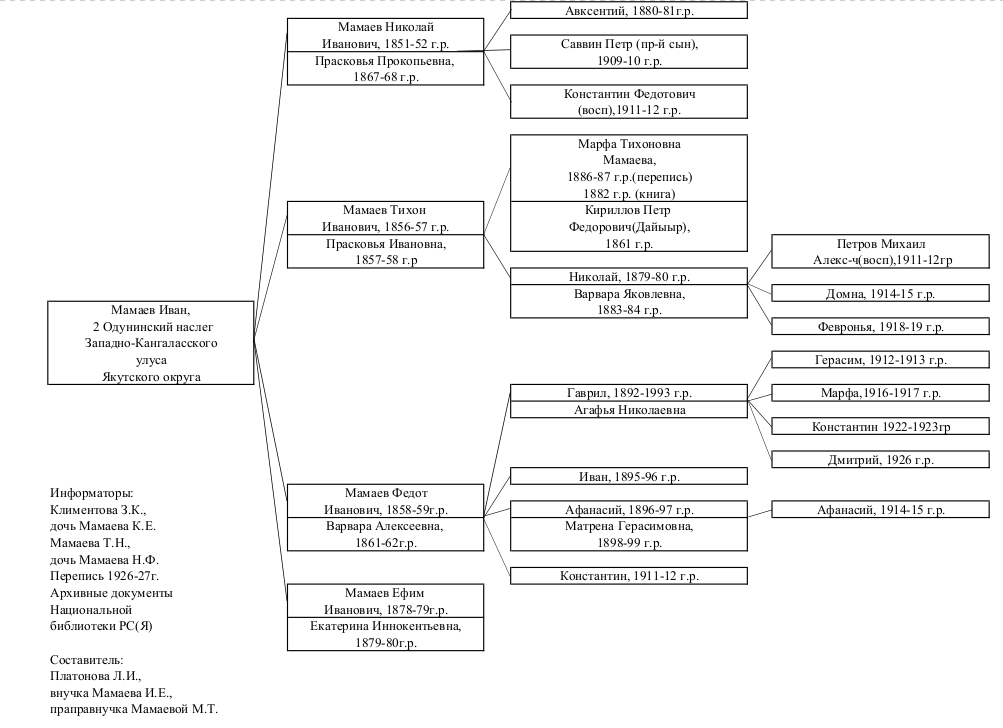 Мамаев Иван,
2 Одунинский наслег
Западно-Кангаласского
улуса
Якутского округа
Мамаев Николай
Иванович, 1851-52 г.р.
Прасковья Прокопьевна,
1867-68 г.р.
Авксентий, 1880-81г.р.
Саввин Петр (пр-й сын),
1909-10 г.р.
Константин Федотович
(восп),1911-12 г.р.
Мамаев Тихон
Иванович, 1856-57 г.р.
Прасковья Ивановна,
1857-58 г.р
Марфа Тихоновна
Мамаева,
1886-87 г.р.(перепись)
1882 г.р. (книга)
Кириллов Петр
Федорович(Дайыыр),
1861 г.р.
Николай, 1879-80 г.р.
Варвара Яковлевна,
1883-84 г.р.
Петров Михаил
Алекс-ч(восп),1911-12гр
Домна, 1914-15 г.р.
Февронья, 1918-19 г.р.
Мамаев Федот
Иванович, 1858-59г.р.
Варвара Алексеевна,
1861-62г.р.
Гаврил, 1892-1993 г.р.
Агафья Николаевна
Герасим, 1912-1913 г.р.
Марфа,1916-1917 г.р.
Константин 1922-1923гр
Дмитрий, 1926 г.р.
Иван, 1895-96 г.р.
Афанасий, 1896-97 г.р.
Матрена Герасимовна,
1898-99 г.р.
Афанасий, 1914-15 г.р.
Константин, 1911-12 г.р.
Мамаев Ефим
Иванович, 1878-79г.р.
Екатерина Иннокентьевна,
1879-80г.р.
Информаторы:
Климентова З.К.,
дочь Мамаева К.Е.
Мамаева Т.Н.,
дочь Мамаева Н.Ф.
Перепись 1926-27г.
Архивные документы
Национальной
библиотеки РС(Я)
Составитель:
Платонова Л.И.,
внучка Мамаева И.Е.,
праправнучка Мамаевой М.Т.